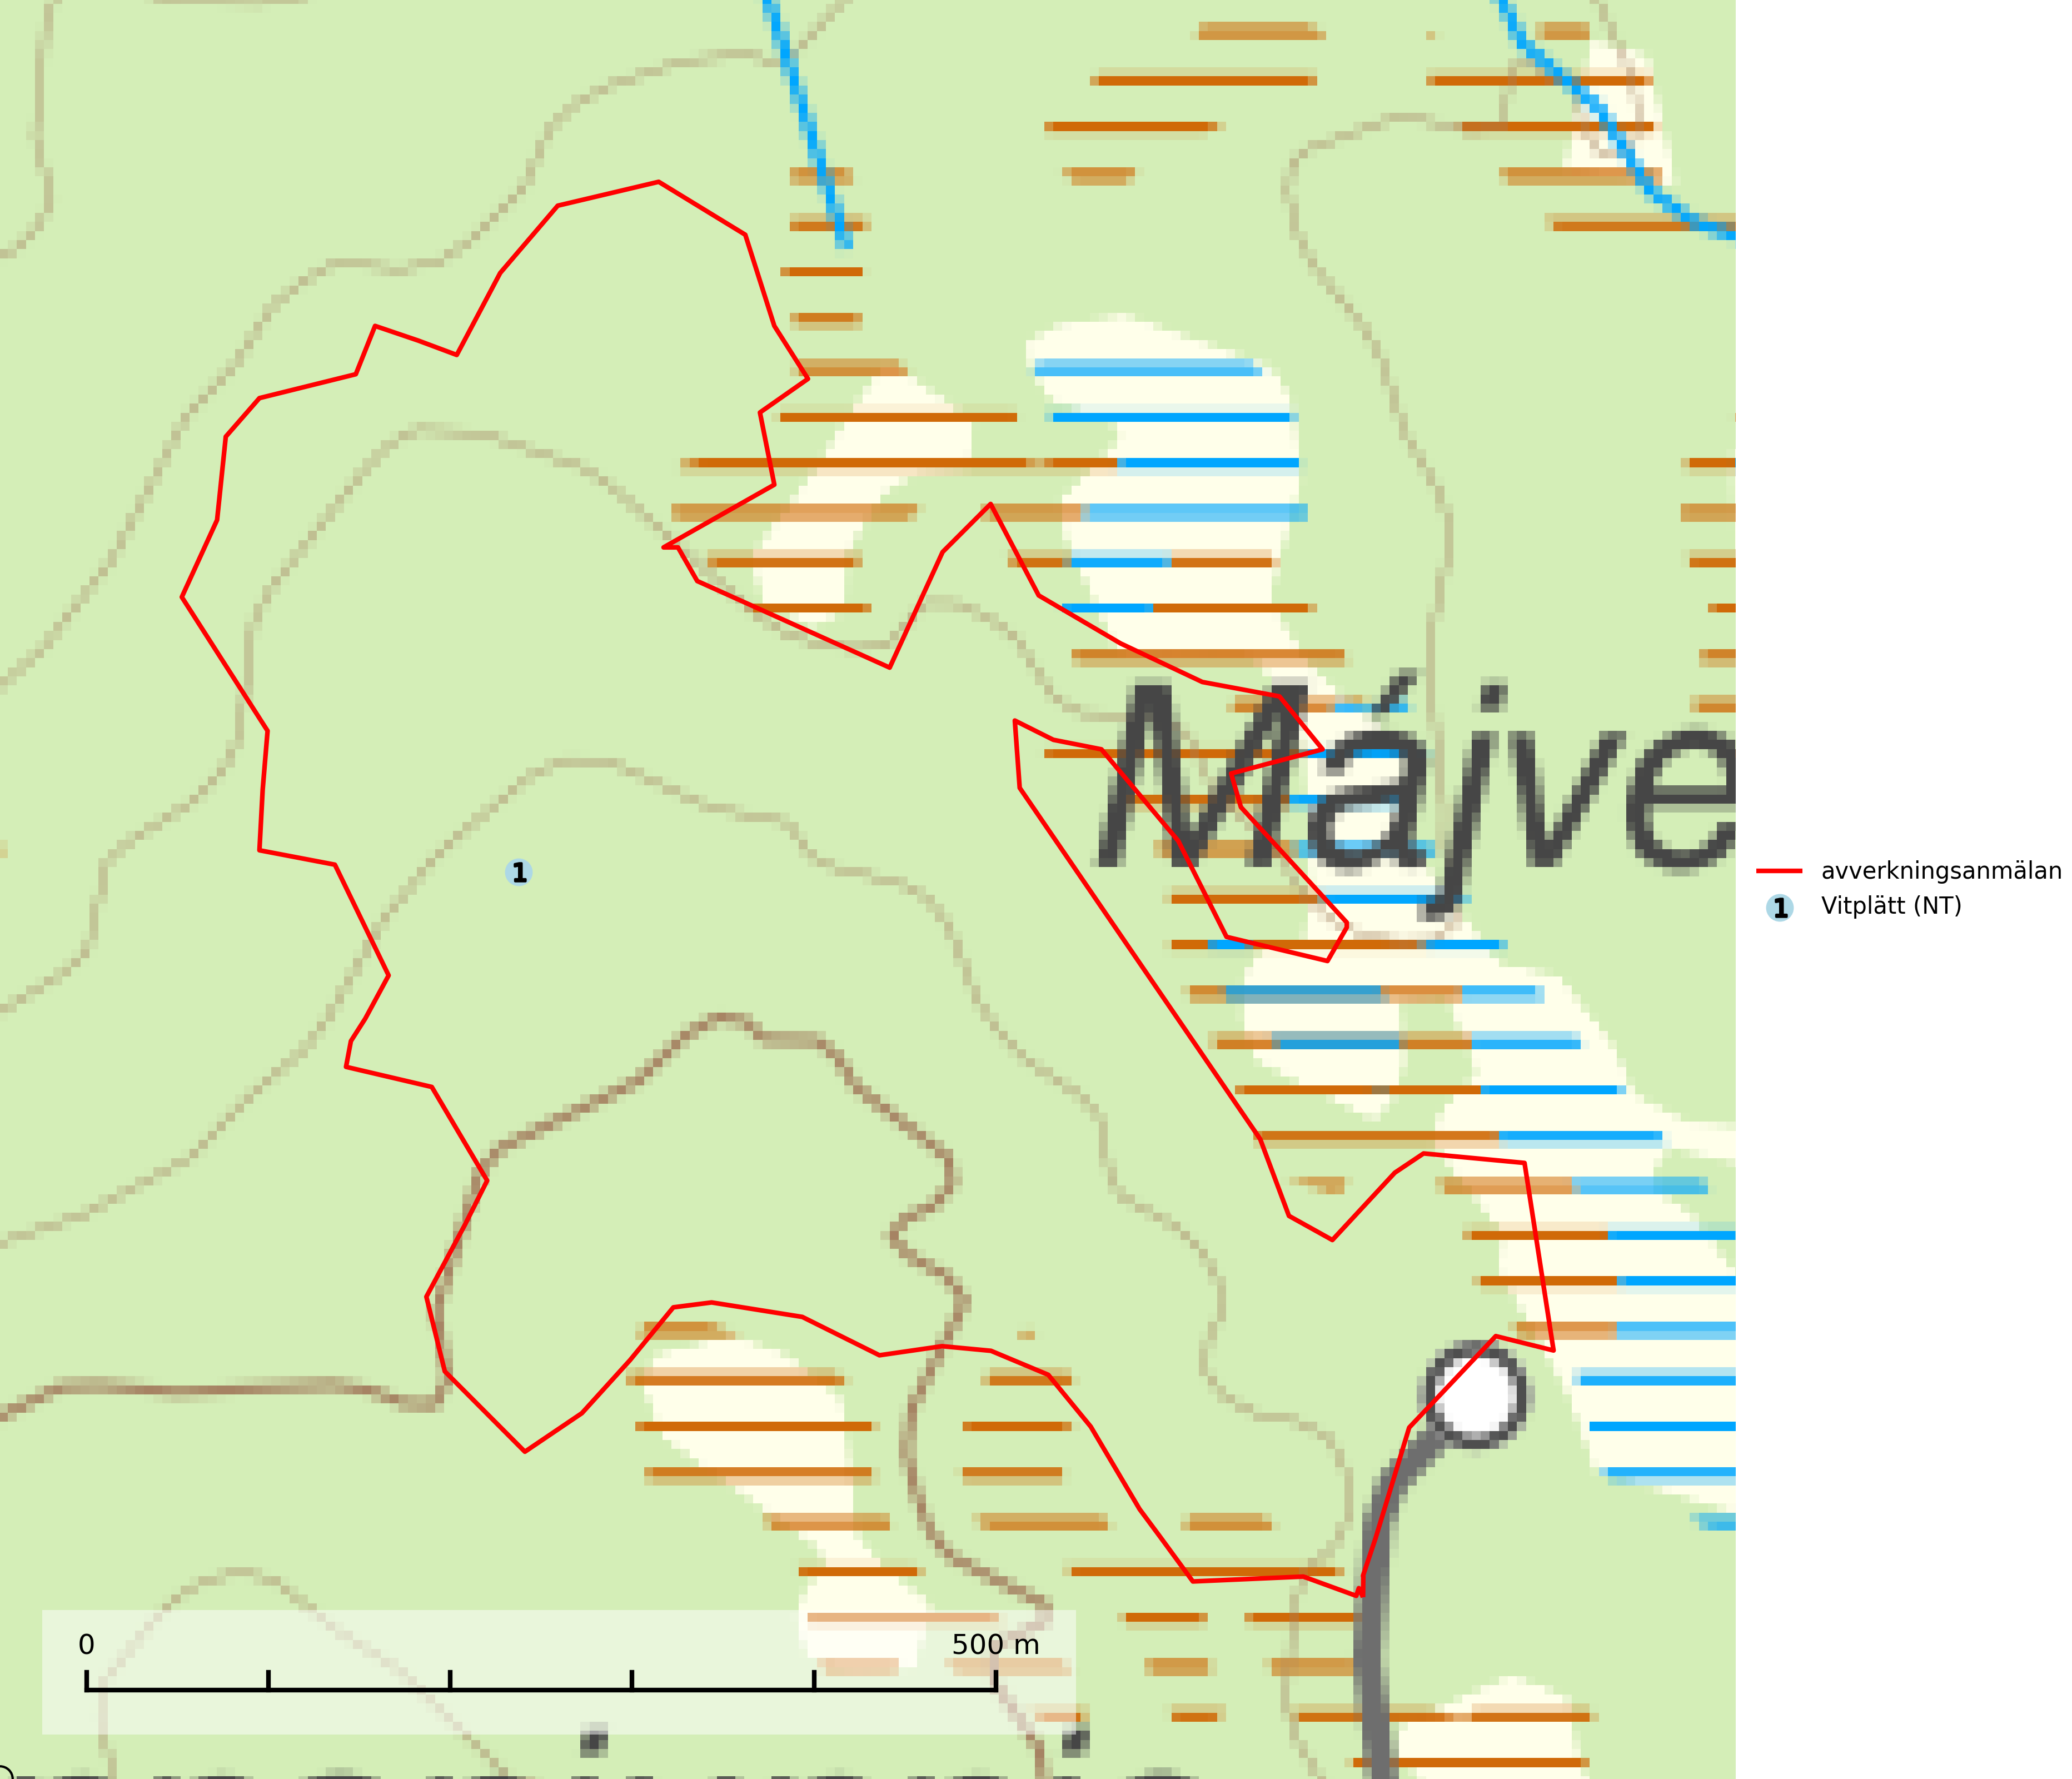 Májve
1
avverkningsanmälan
1 Vitplätt (NT)
0 500 m